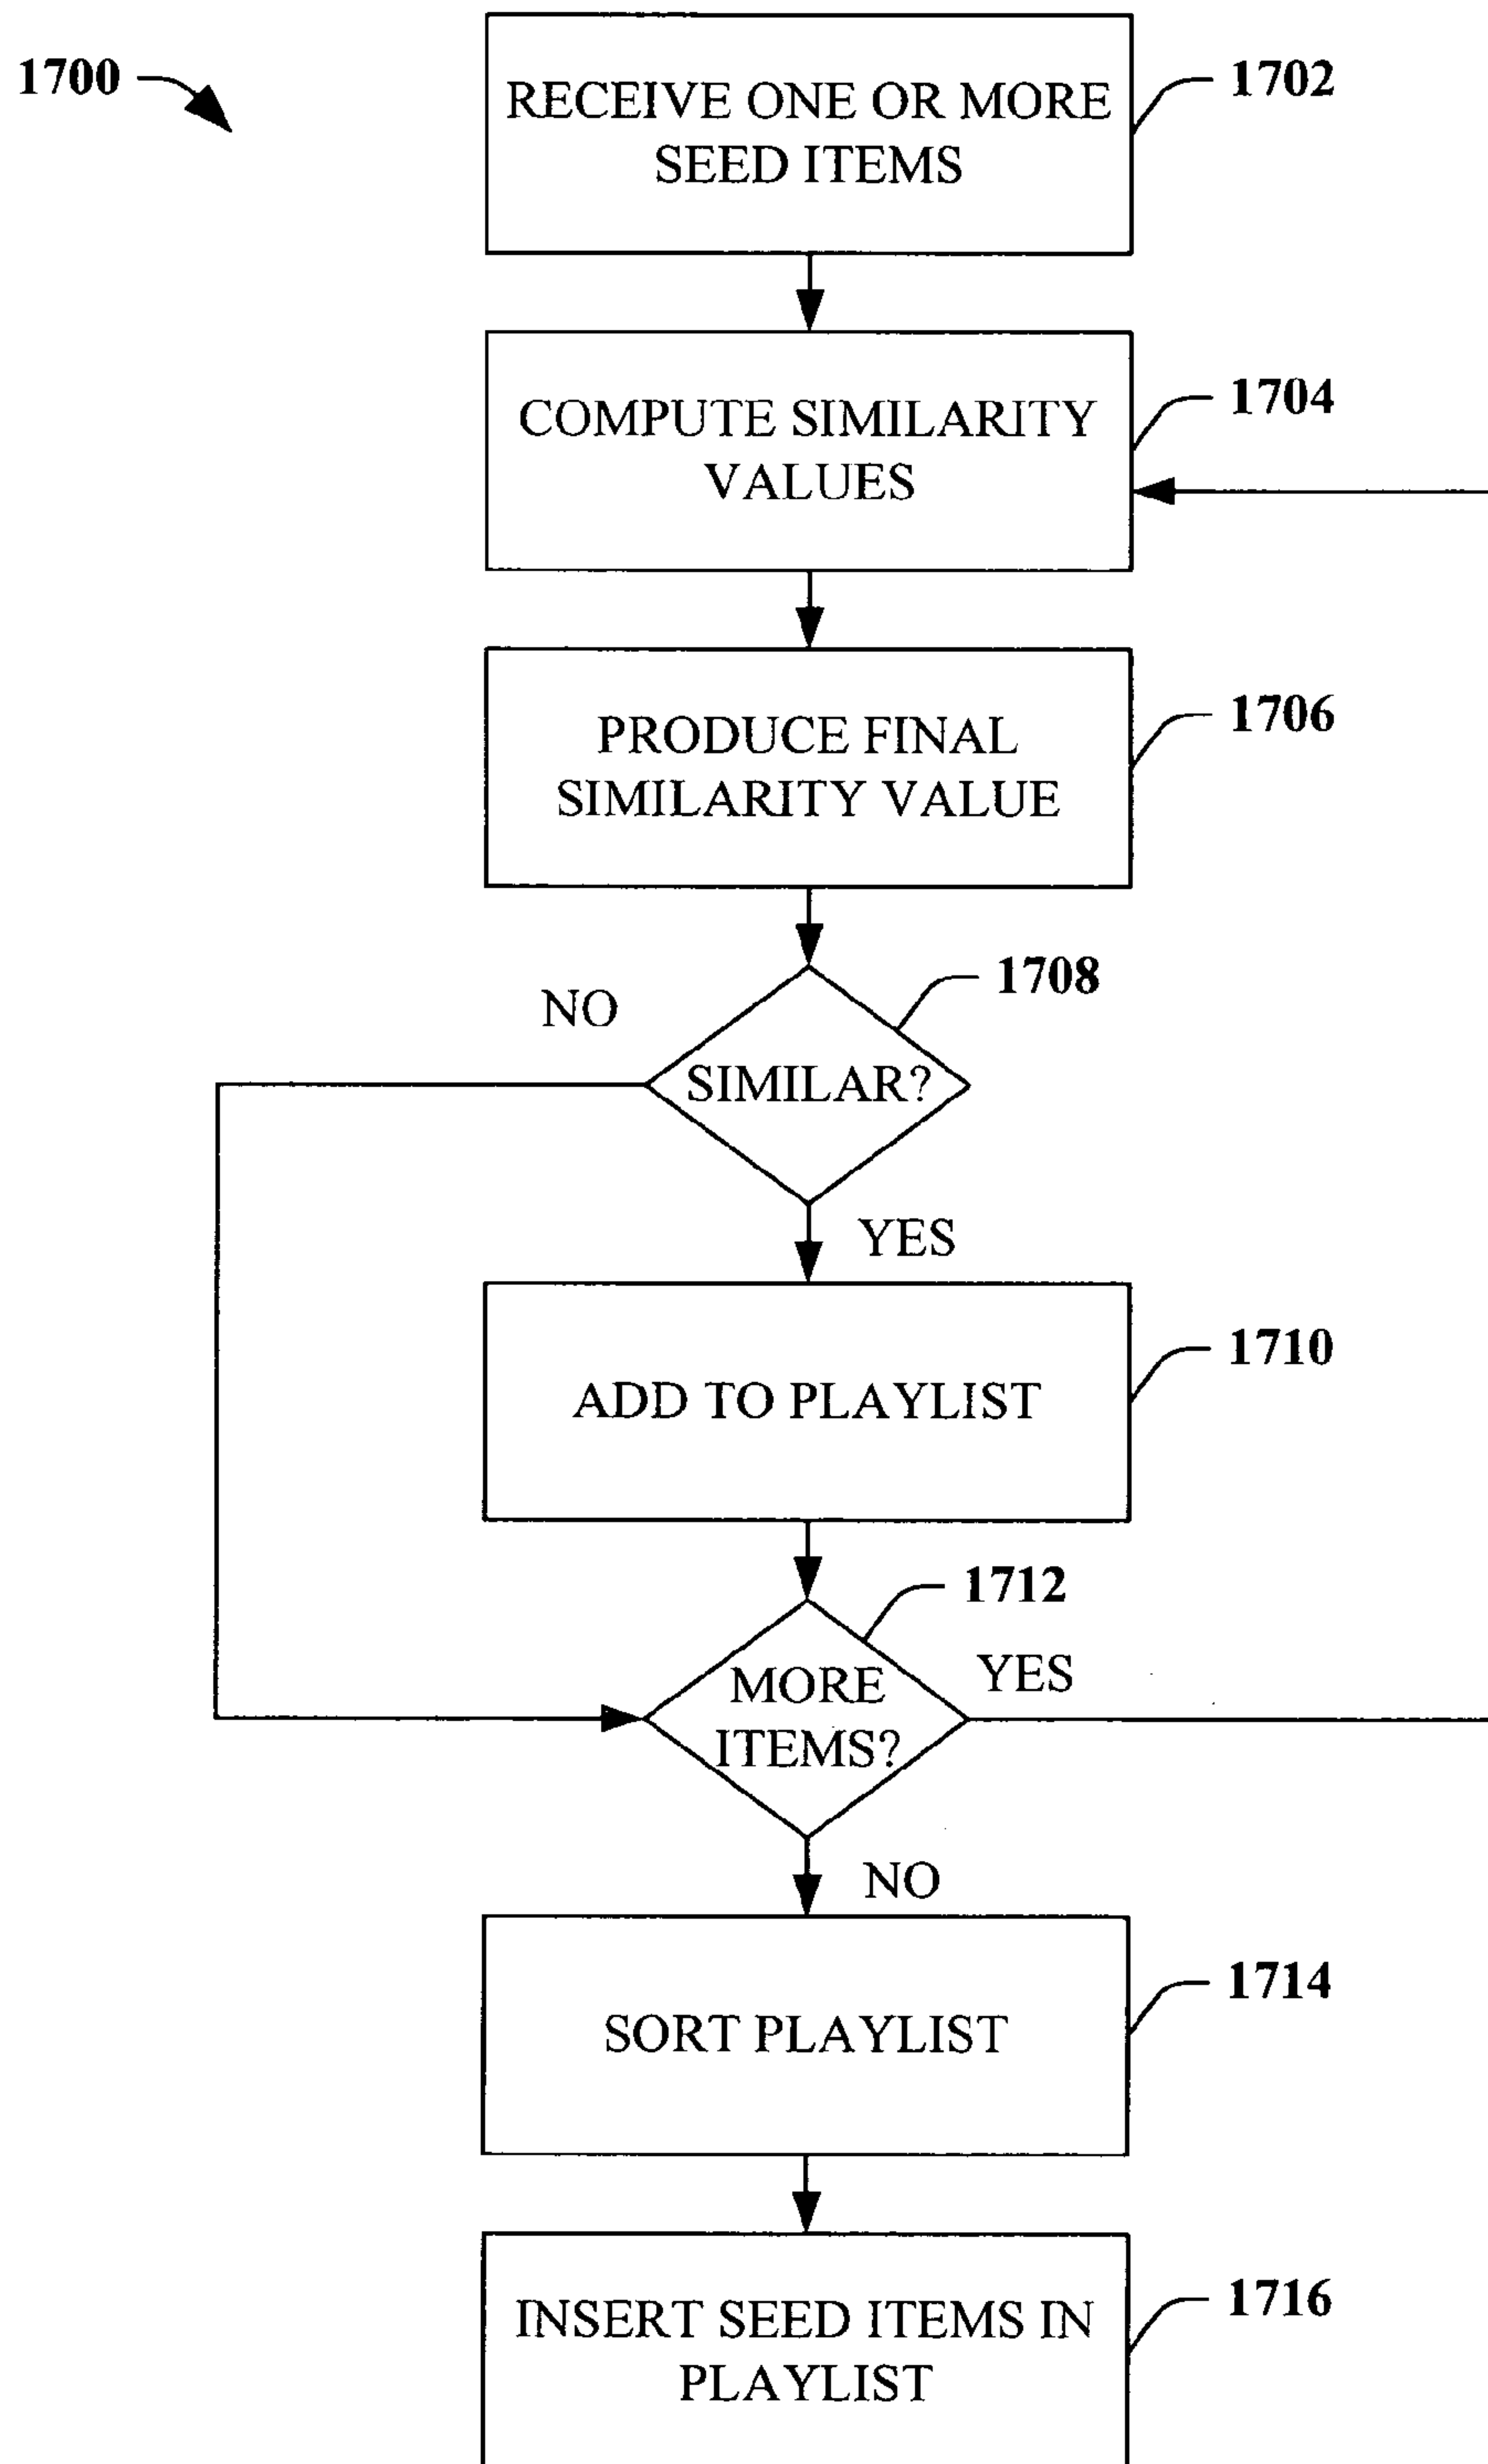 1700
RECEIVE ONE OR MORE
SEED ITEMS
1702
COMPUTE SIMILARITY
VALUES
1704
PRODUCE FINAL
SIMILARITY VALUE
1706
1708
NO
SIMILAR?
YES
ADD TO PLAYLIST
1710
1712
MORE
ITEMS?
YES
NO
SORT PLAYLIST
1714
INSERT SEED ITEMS IN
PLAYLIST
1716